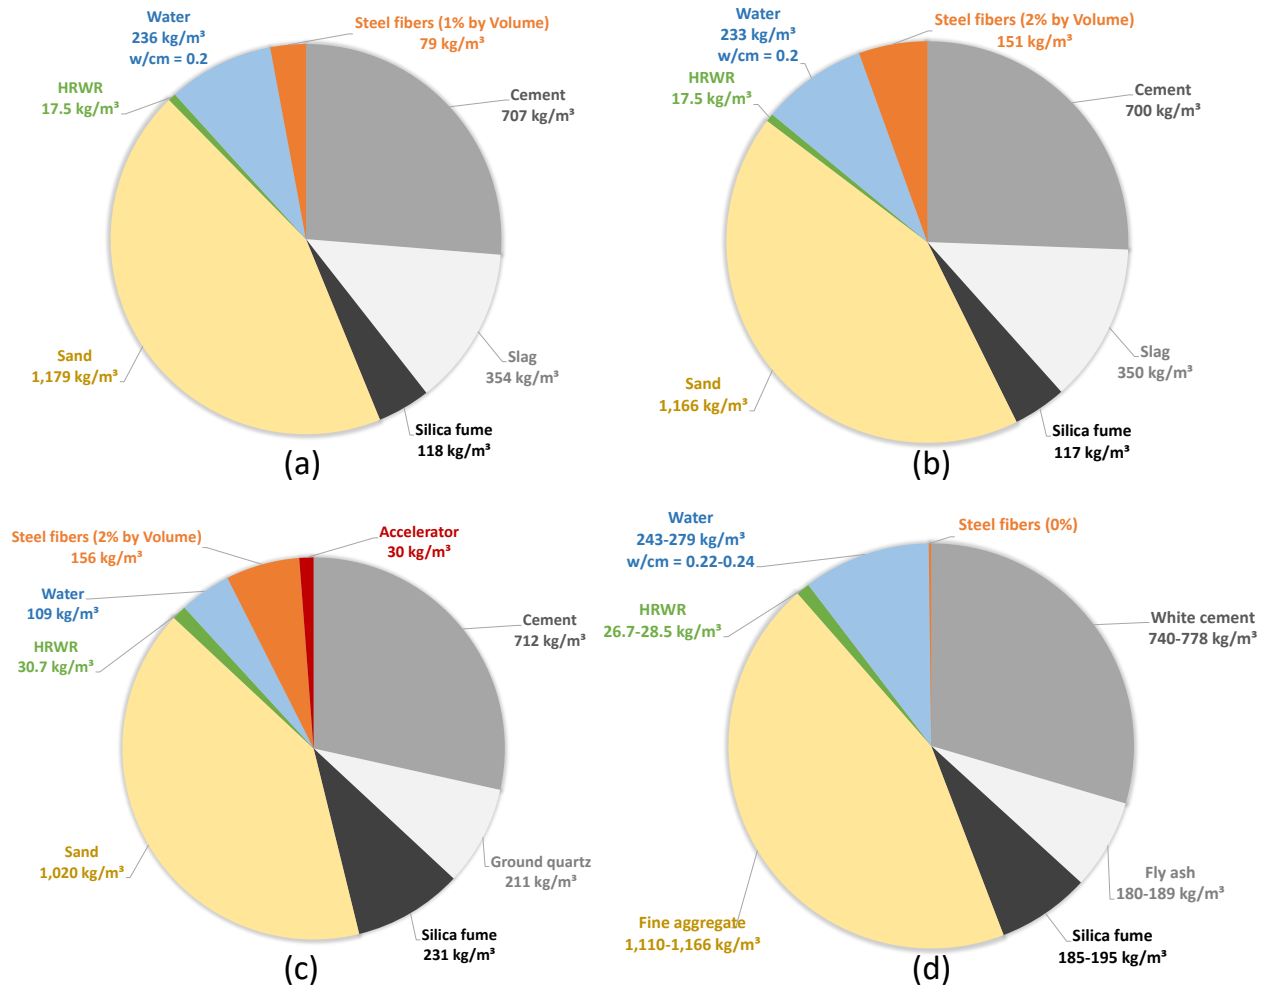 Water
236 kg/m³
w/cm = 0.2
Steel fibers (1% by Volume)
79 kg/m³
HRWR
17.5 kg/m³
Cement
707 kg/m³
Sand
1,179 kg/m³
Slag
354 kg/m³
Silica fume
118 kg/m³
(a)
Water
233 kg/m³
w/cm = 0.2
Steel fibers (2% by Volume)
151 kg/m³
HRWR
17.5 kg/m³
Cement
700 kg/m³
Sand
1,166 kg/m³
Slag
350 kg/m³
Silica fume
117 kg/m³
(b)
Steel fibers (2% by Volume)
156 kg/m³
Accelerator
30 kg/m³
Water
109 kg/m³
HRWR
30.7 kg/m³
Cement
712 kg/m³
Sand
1,020 kg/m³
Ground quartz
211 kg/m³
Silica fume
231 kg/m³
(c)
Water
243-279 kg/m³
w/cm = 0.22-0.24
Steel fibers (0%)
HRWR
26.7-28.5 kg/m³
White cement
740-778 kg/m³
Fly ash
180-189 kg/m³
Fine aggregate
1,110-1,166 kg/m³
Silica fume
185-195 kg/m³
(d)